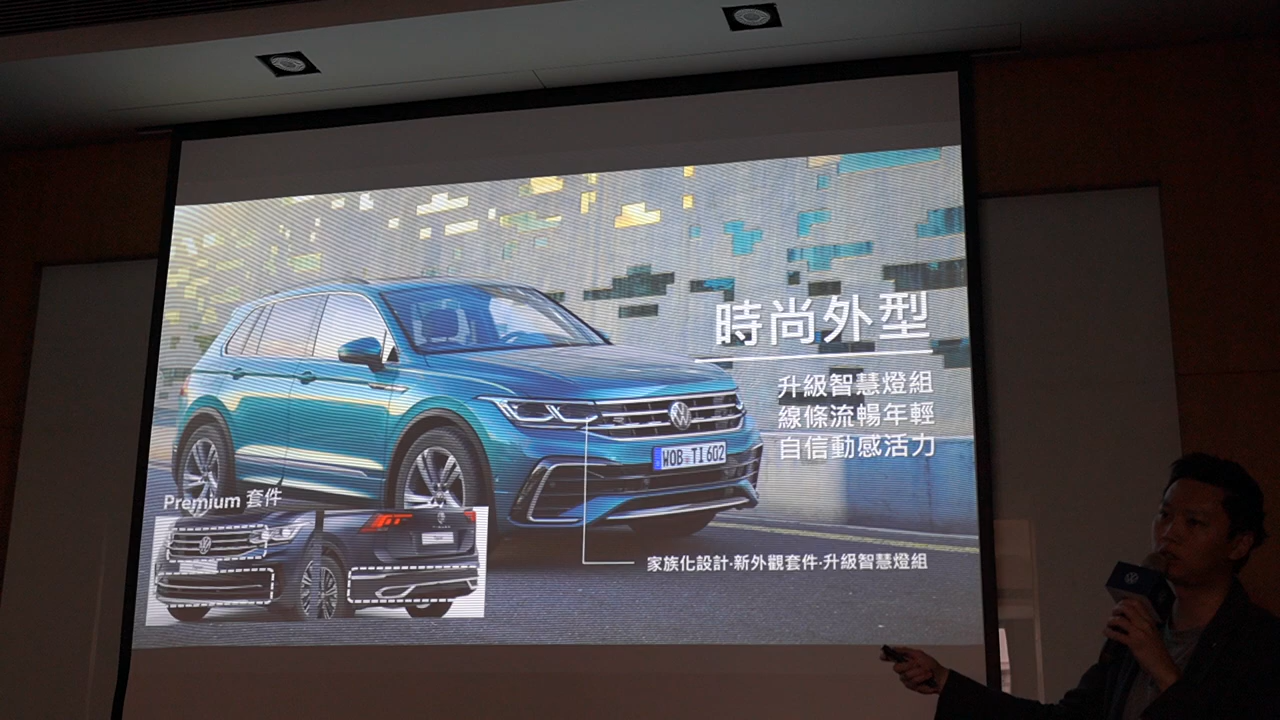 時尚外型
升級智慧燈組
線條流暢年輕
自信動感活力
WOB TI 602
Premium 套件
家族化設計·新外觀套件·升級智慧燈組